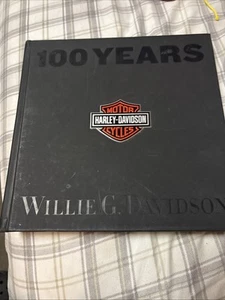 100 YEARS
MOTOR
HARLEY-DAVIDSON
CYCLES
WILLIE G. DAVIDSON